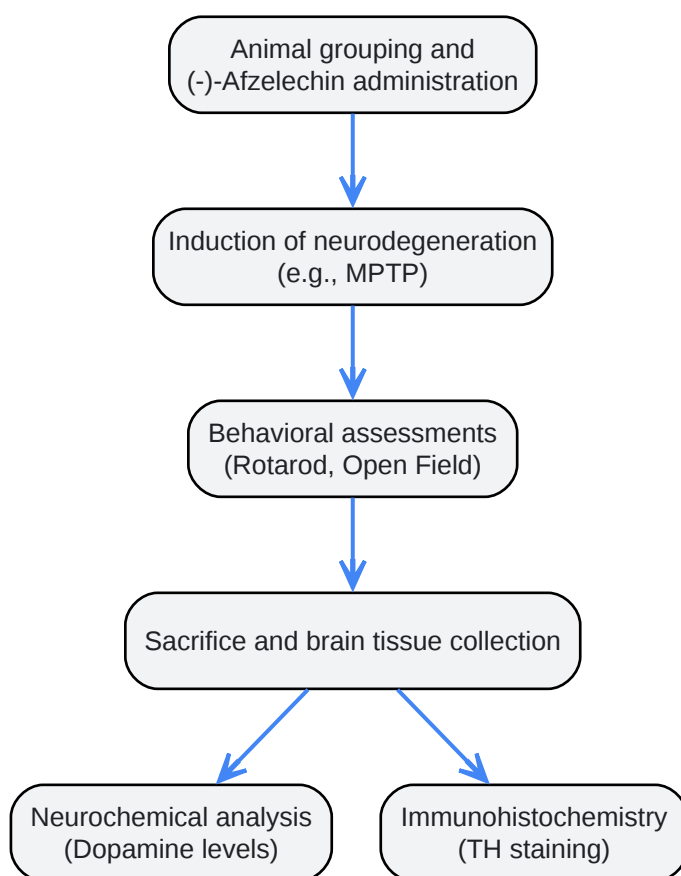 Animal grouping and
(-)-Afzelechin administration
Induction of neurodegeneration
(e.g., MPTP)
Behavioral assessments
(Rotarod, Open Field)
Sacrifice and brain tissue collection
Neurochemical analysis
(Dopamine levels)
Immunohistochemistry
(TH staining)